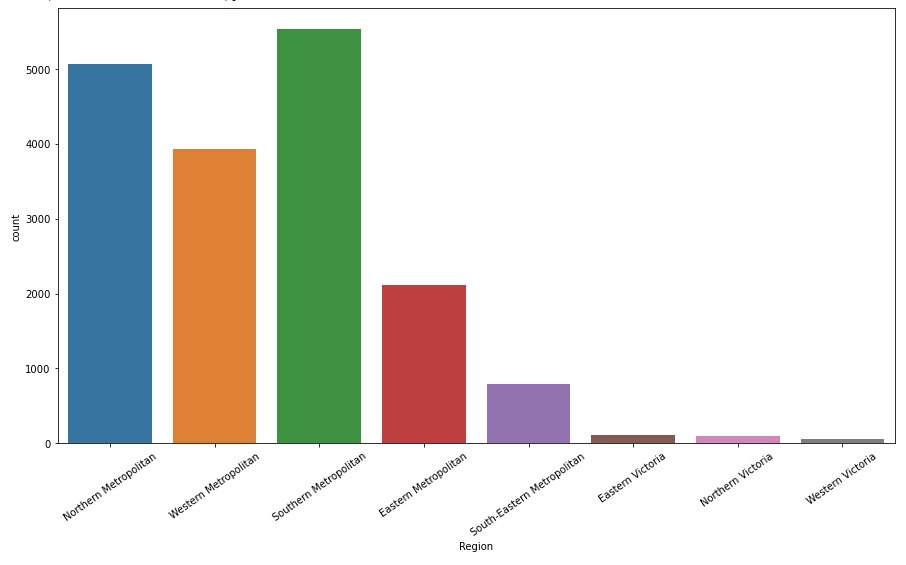 5000
4000
3000
2000
1000
0
count
Northern Metropolitan
Western Metropolitan
Southern Metropolitan
Eastern Metropolitan
South-Eastern Metropolitan
Eastern Victoria
Northern Victoria
Western Victoria
Region